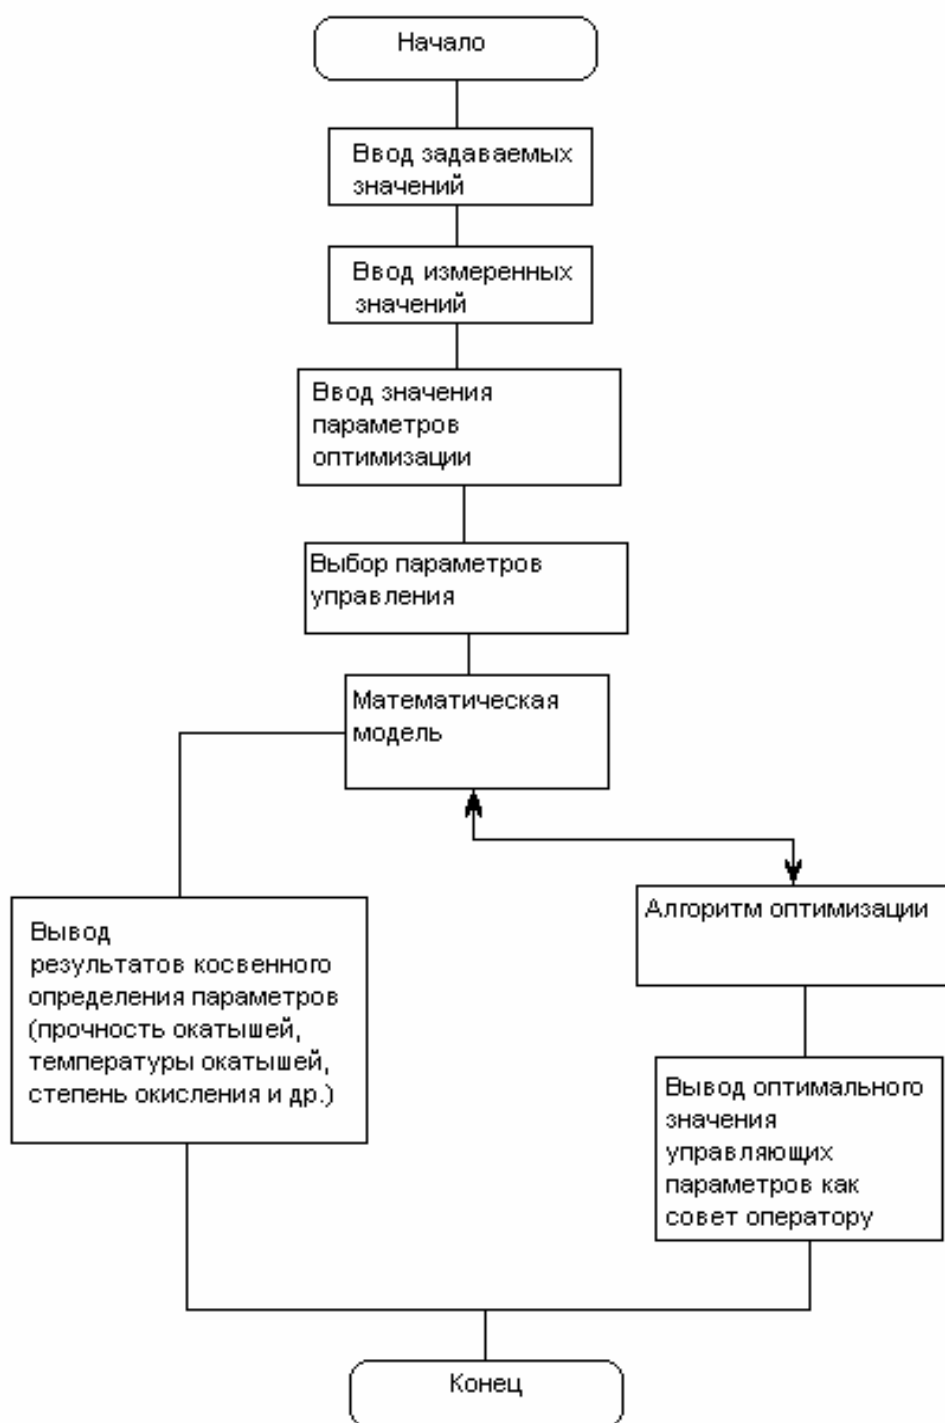 Начало
Ввод задаваемых
значений
Ввод измеренных
значений
Ввод значения
параметров
оптимизации
Выбор параметров
управления
Математическая
модель
Вывод
результатов косвенного
определения параметров
(прочность окатышей,
температуры окатышей,
степень окисления и др.)
Алгоритм оптимизации
Вывод оптимального
значения
управляющих
параметров как
совет оператору
Конец